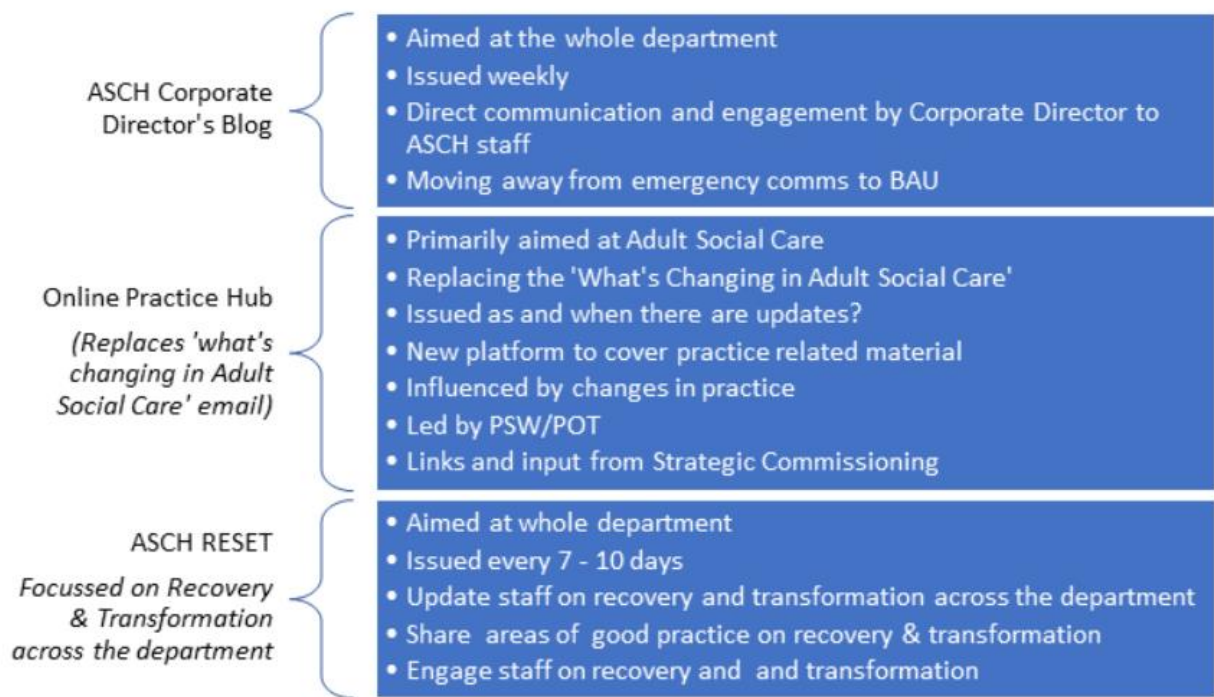 ASCH Corporate
Director's Blog
• Aimed at the whole department
• Issued weekly
• Direct communication and engagement by Corporate Director to
ASCH staff
• Moving away from emergency comms to BAU
Online Practice Hub
(Replaces 'what's
changing in Adult
Social Care' email)
• Primarily aimed at Adult Social Care
• Replacing the 'What's Changing in Adult Social Care'
• Issued as and when there are updates?
• New platform to cover practice related material
• Influenced by changes in practice
• Led by PSW/POT
• Links and input from Strategic Commissioning
ASCH RESET
Focussed on Recovery
& Transformation
across the department
• Aimed at whole department
• Issued every 7 - 10 days
• Update staff on recovery and transformation across the department
• Share areas of good practice on recovery & transformation
• Engage staff on recovery and and transformation